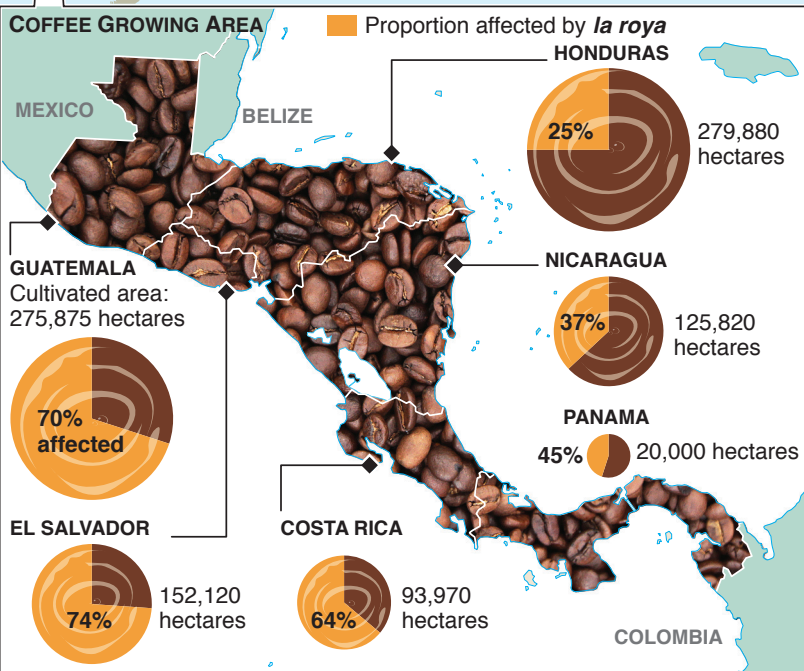 COFFEE GROWING AREA
Proportion affected by la roya
MEXICO
BELIZE
HONDURAS
25%
279,880
hectares
GUATEMALA
Cultivated area:
275,875 hectares
70%
affected
NICARAGUA
37%
125,820
hectares
PANAMA
45%
20,000 hectares
EL SALVADOR
74%
152,120
hectares
COSTA RICA
64%
93,970
hectares
COLOMBIA